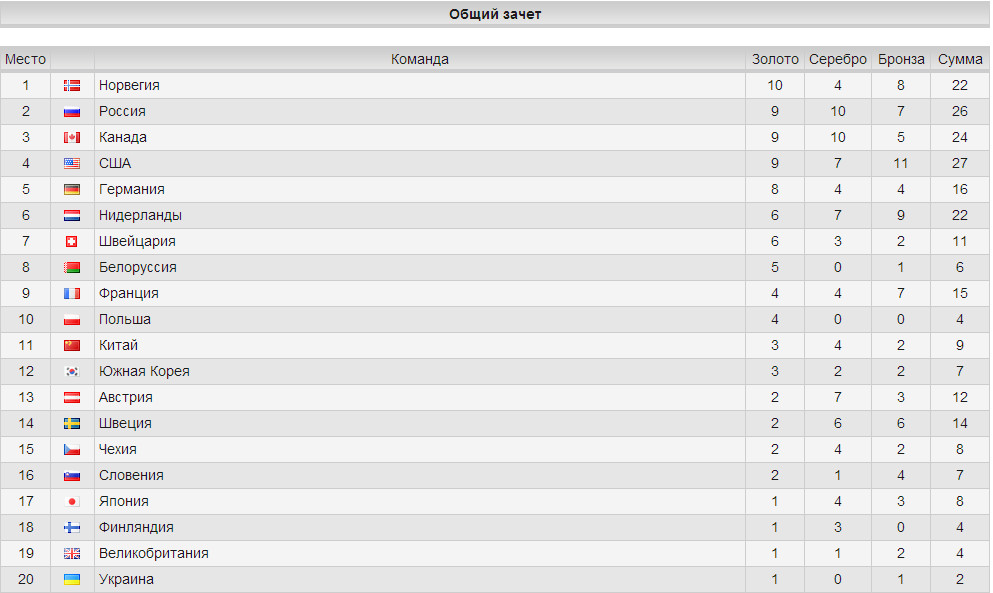 Общий зачет
Место Команда Золото Серебро Бронза Сумма
1 Норвегия 10 4 8 22
2 Россия 9 10 7 26
3 Канада 9 10 5 24
4 США 9 7 11 27
5 Германия 8 4 4 16
6 Нидерланды 6 7 9 22
7 Швейцария 6 3 2 11
8 Белоруссия 5 0 1 6
9 Франция 4 4 7 15
10 Польша 4 0 0 4
11 Китай 3 4 2 9
12 Южная Корея 3 2 2 7
13 Австрия 2 7 3 12
14 Швеция 2 6 6 14
15 Чехия 2 4 2 8
16 Словения 2 1 4 7
17 Япония 1 4 3 8
18 Финляндия 1 3 0 4
19 Великобритания 1 1 2 4
20 Украина 1 0 1 2